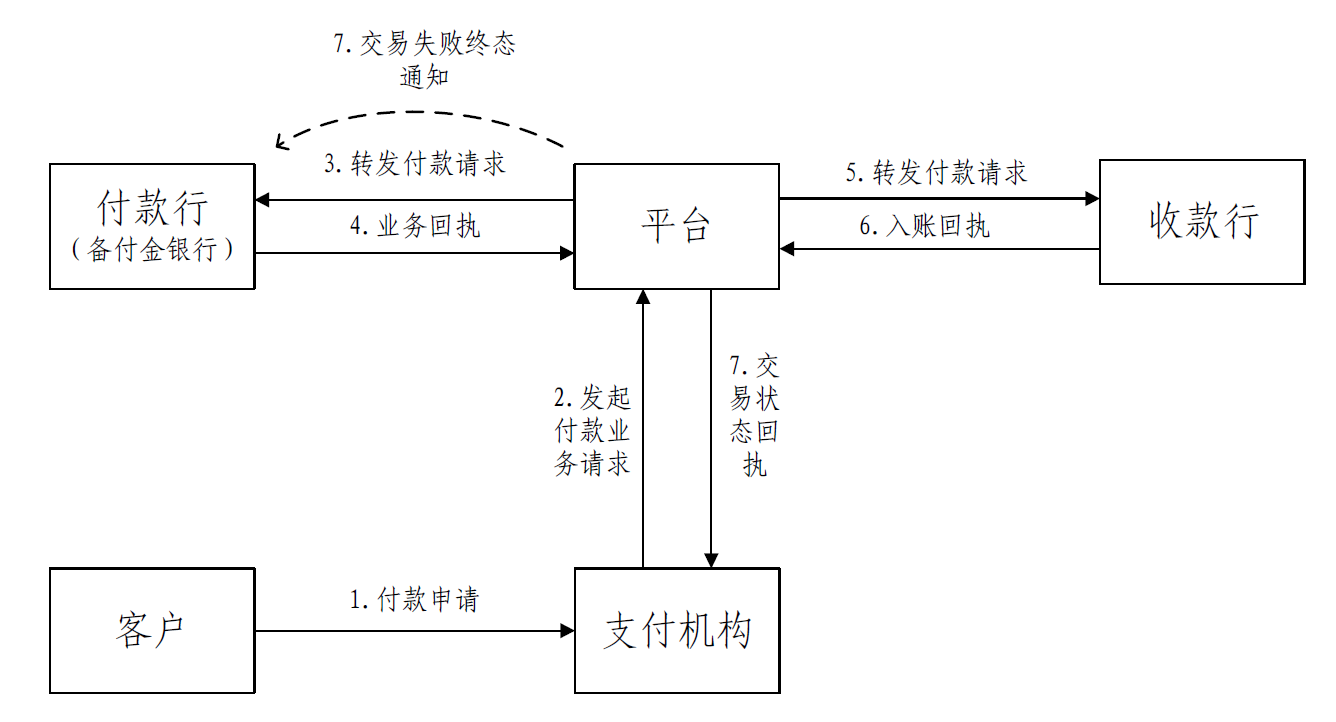 7.交易失败终态
通知
3.转发付款请求
付款行
(备付金银行)
4.业务回执
平台
5.转发付款请求
6.入账回执
收款行
2.发起
付款业
务请求
7.交
易状
态回
执
客户
1.付款申请
支付机构